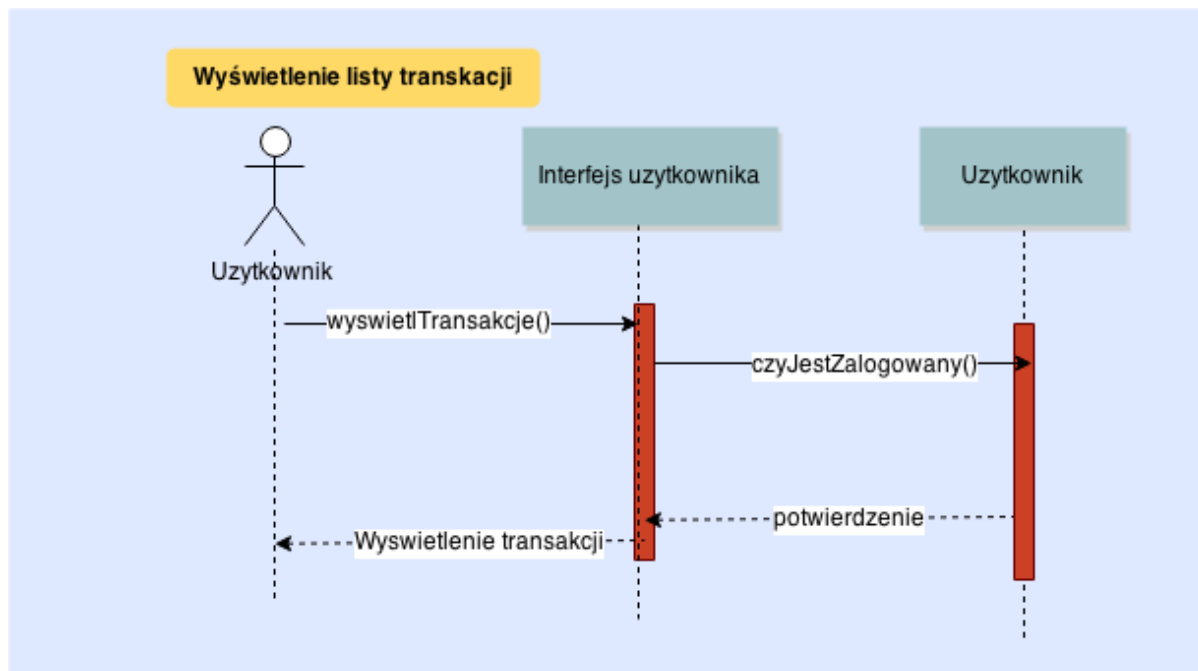 Wyświetlenie listy transkacji
Interfejs uzytkownika
Uzytkownik
Uzytkownik
wyswietlTransakcje()
czyJestZalogowany()
potwierdzenie
Wyswietlenie transakcji